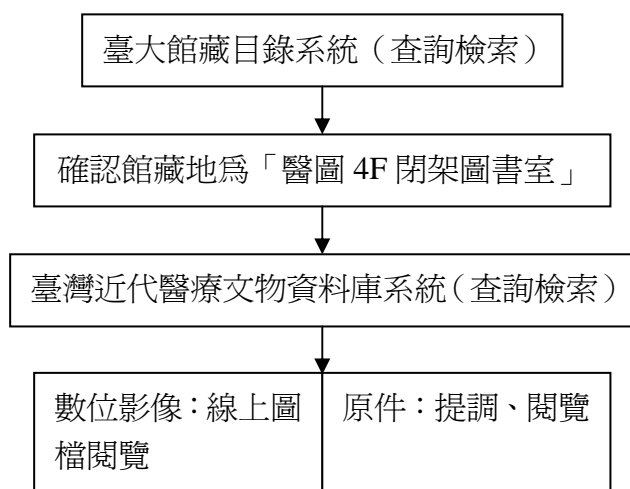 臺大館藏目錄系統（查詢檢索）
確認館藏地為「醫圖 4F 閉架圖書室」
臺灣近代醫療文物資料庫系統（查詢檢索）
數位影像：線上圖
檔閱覽
原件：提調、閱覽